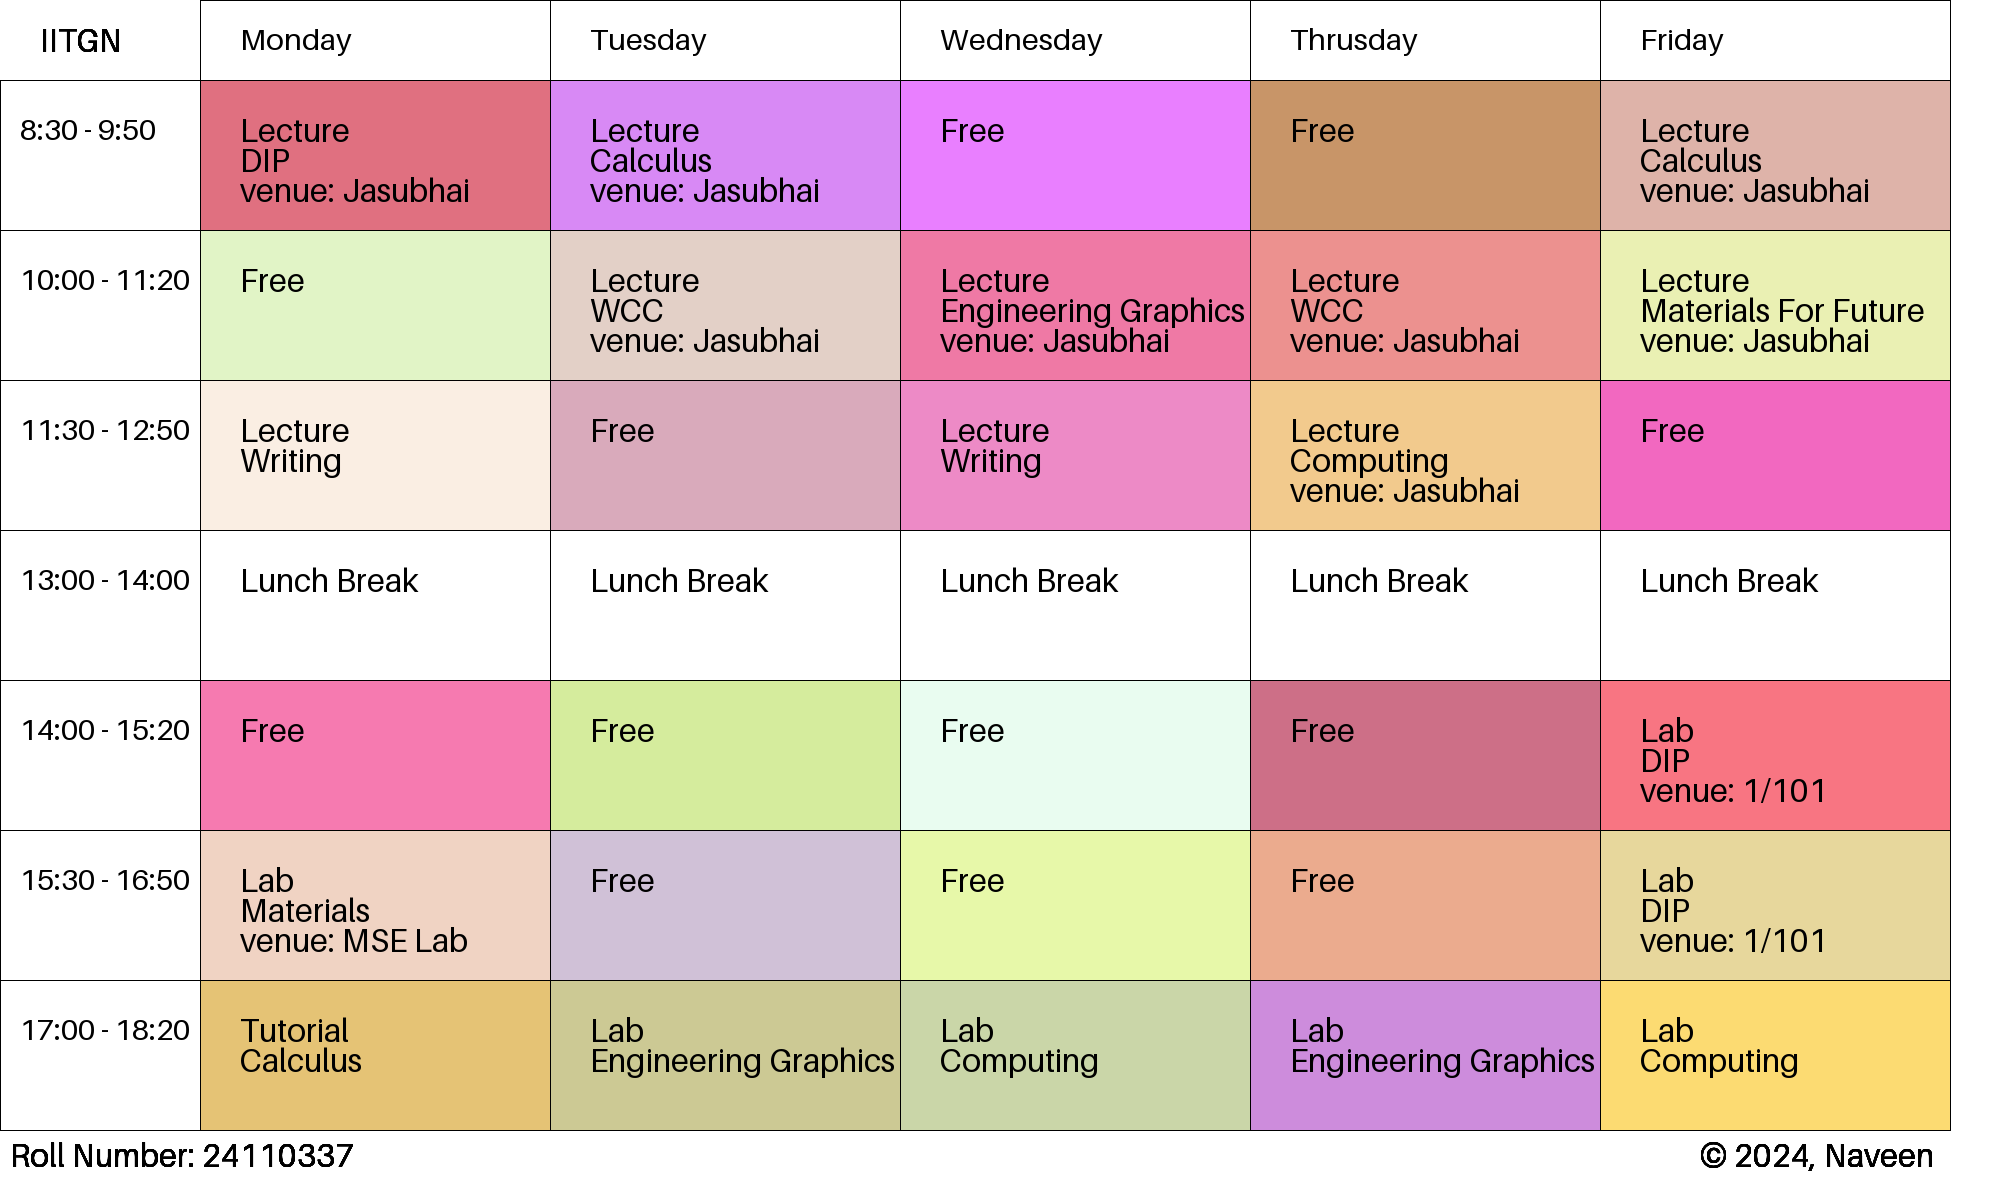 IITGN
Monday
Tuesday
Wednesday
Thrusday
Friday
8:30 - 9:50
Lecture
DIP
venue: Jasubhai
Lecture
Calculus
venue: Jasubhai
Free
Free
Lecture
Calculus
venue: Jasubhai
10:00 - 11:20
Free
Lecture
WCC
venue: Jasubhai
Lecture
Engineering Graphics
venue: Jasubhai
Lecture
WCC
venue: Jasubhai
Lecture
Materials For Future
venue: Jasubhai
11:30 - 12:50
Lecture
Writing
Free
Lecture
Writing
Lecture
Computing
venue: Jasubhai
Free
13:00 - 14:00
Lunch Break
Lunch Break
Lunch Break
Lunch Break
Lunch Break
14:00 - 15:20
Free
Free
Free
Free
Lab
DIP
venue: 1/101
15:30 - 16:50
Lab
Materials
venue: MSE Lab
Free
Free
Free
Lab
DIP
venue: 1/101
17:00 - 18:20
Tutorial
Calculus
Lab
Engineering Graphics
Lab
Computing
Lab
Engineering Graphics
Lab
Computing
Roll Number: 24110337
© 2024, Naveen